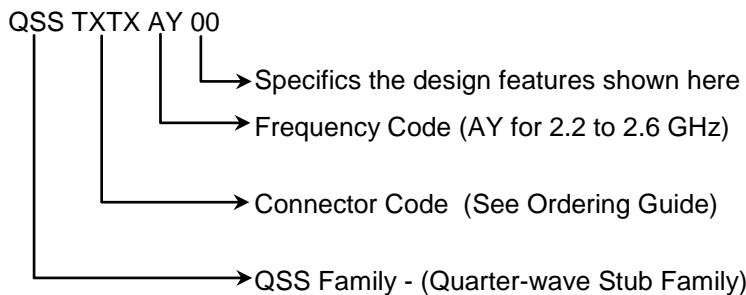 QSS TXTX AY 00
Specifics the design features shown here
Frequency Code (AY for 2.2 to 2.6 GHz)
Connector Code (See Ordering Guide)
QSS Family - (Quarter-wave Stub Family)